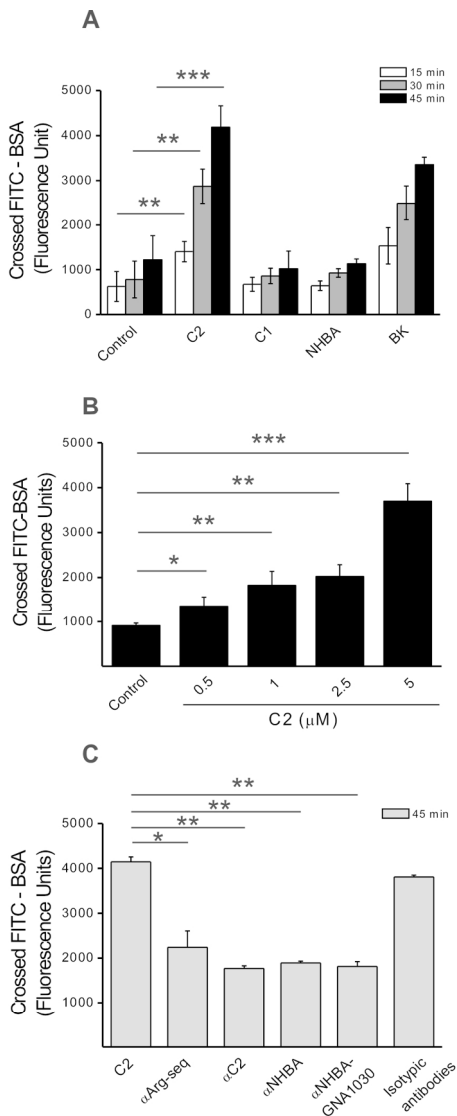 A
15 min
30 min
45 min
Crossed FITC - BSA
(Fluorescence Unit)
5000
4000
3000
2000
1000
0
***
**
**
Control
C2
C1
NHBA
BK
B
Crossed FITC-BSA
(Fluorescence Units)
5000
4000
3000
2000
1000
***
**
**
*
Control
0.5
1
2.5
5
C2 (μM)
C
45 min
Crossed FITC - BSA
(Fluorescence Units)
5000
4000
3000
2000
1000
**
**
**
*
C2
αArg-seq
αC2
αNHBA
αNHBA-
GNA1030
Isotypic
antibodies